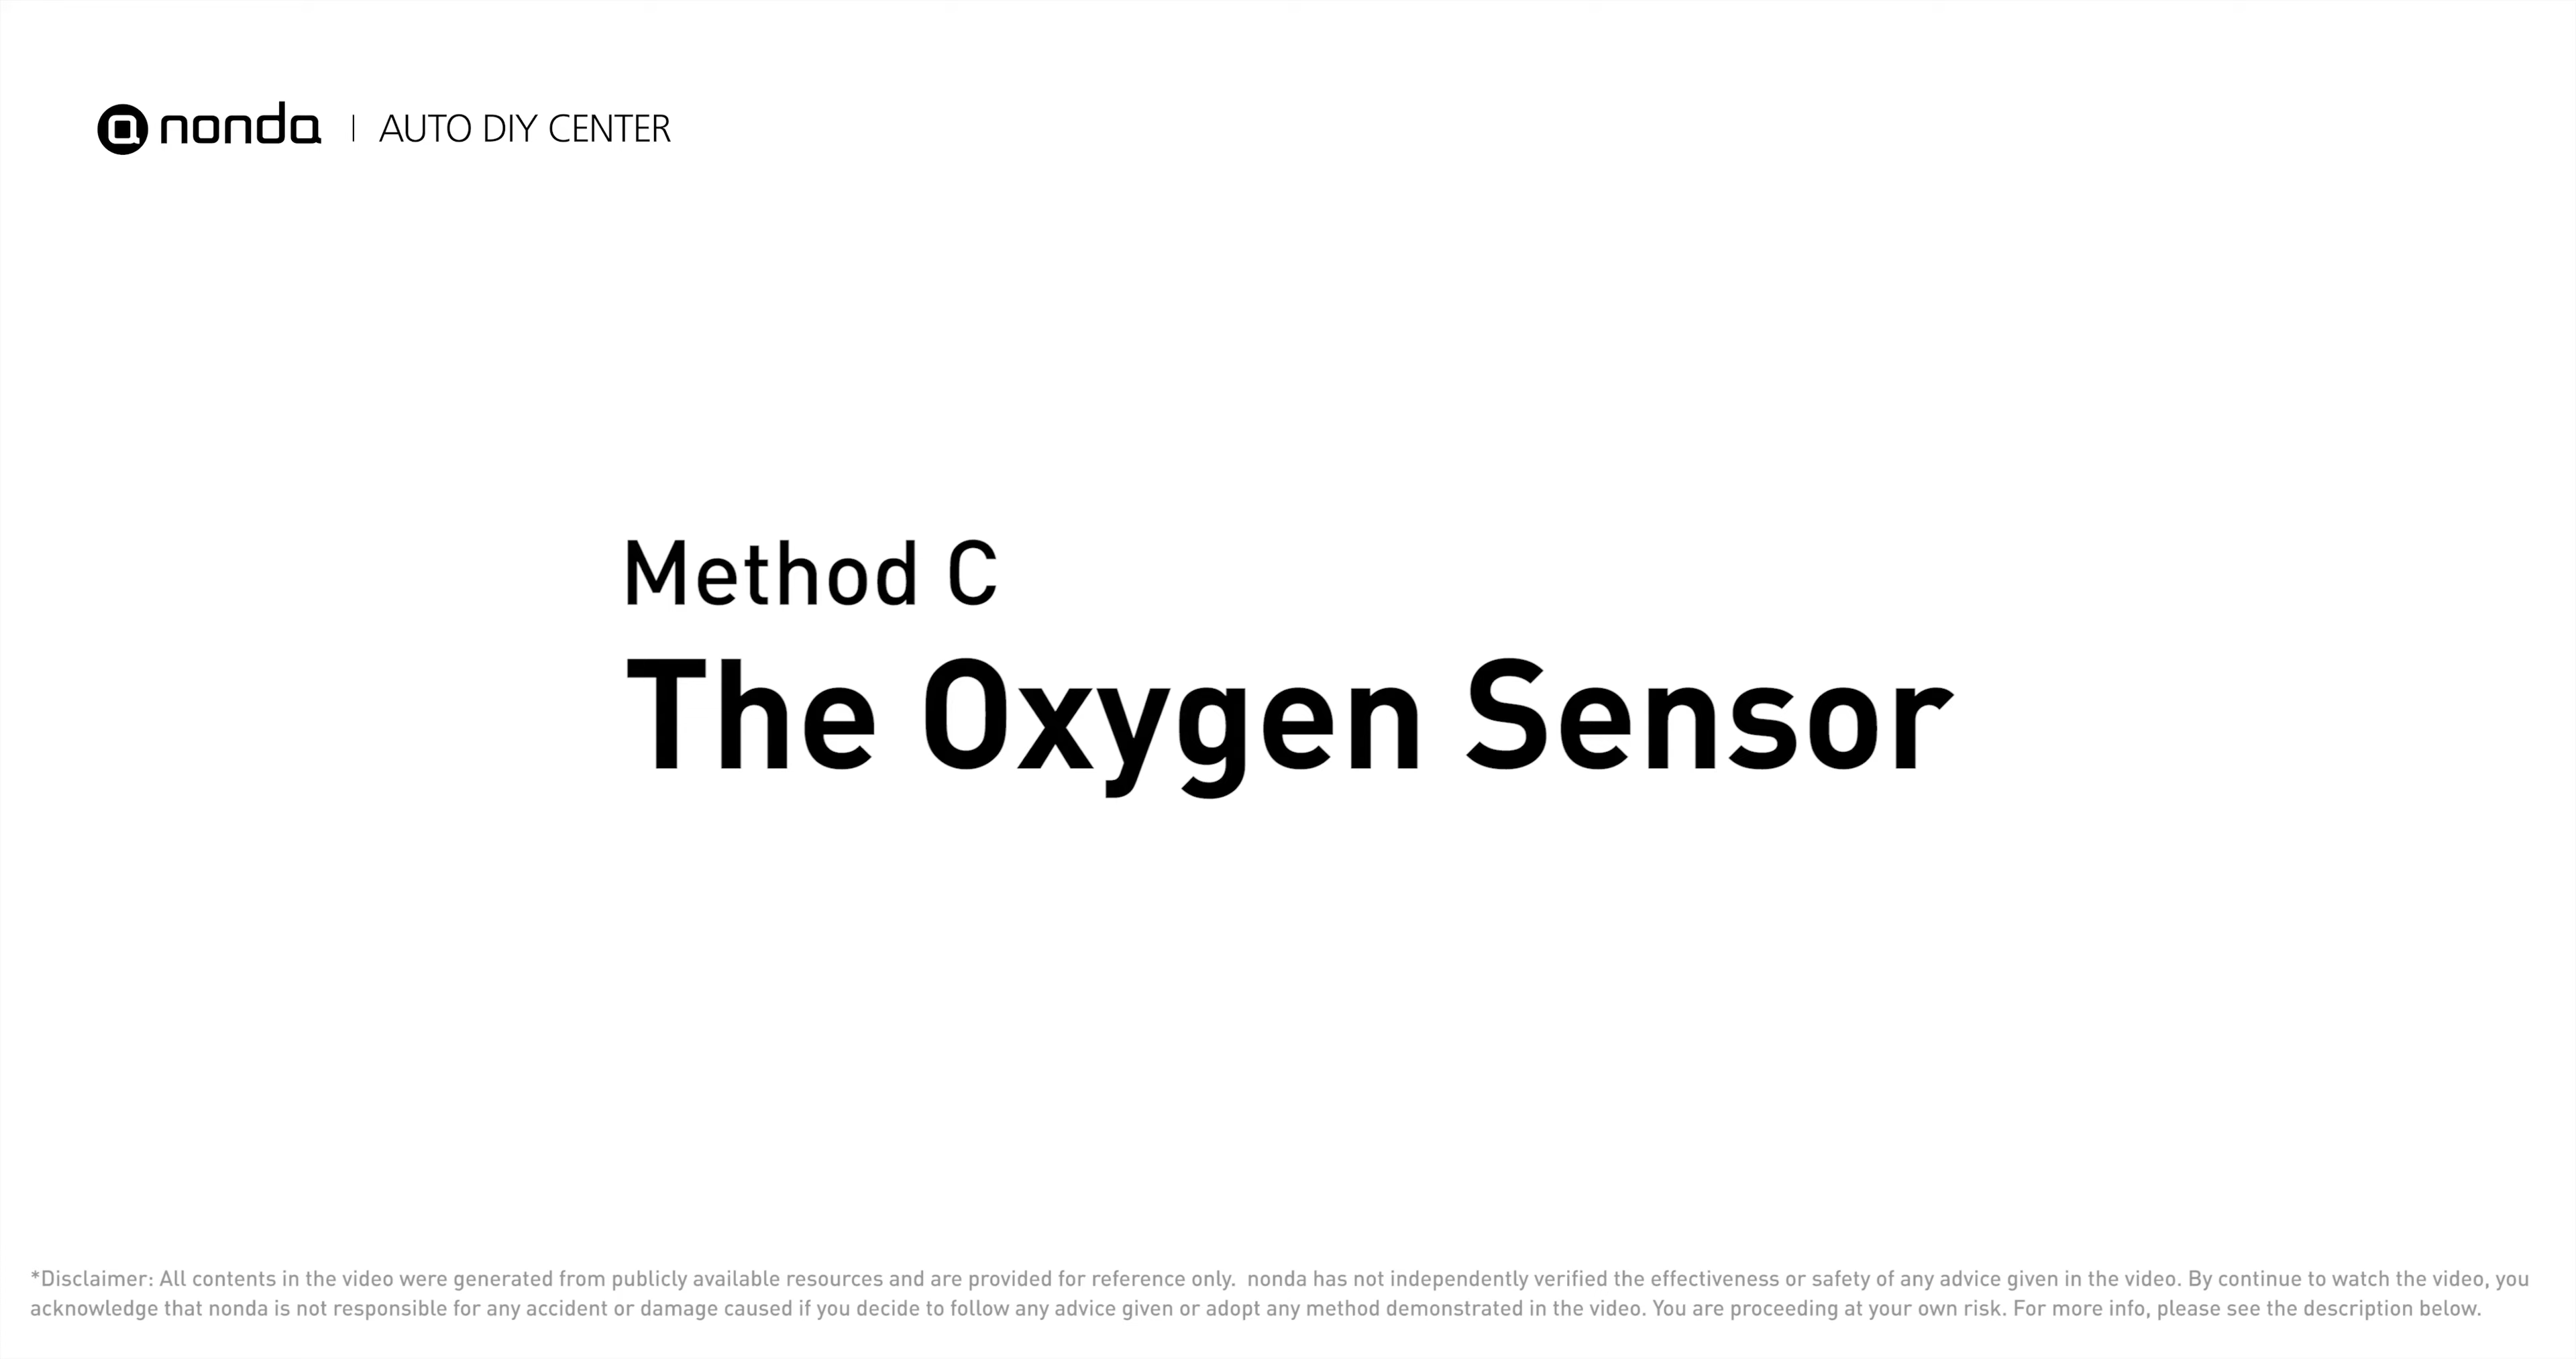 nonda | AUTO DIY CENTER
Method C
The Oxygen Sensor
*Disclaimer: All contents in the video were generated from publicly available resources and are provided for reference only. nonda has not independently verified the effectiveness or safety of any advice given in the video. By continue to watch the video, you
acknowledge that nonda is not responsible for any accident or damage caused if you decide to follow any advice given or adopt any method demonstrated in the video. You are proceeding at your own risk. For more info, please see the description below.